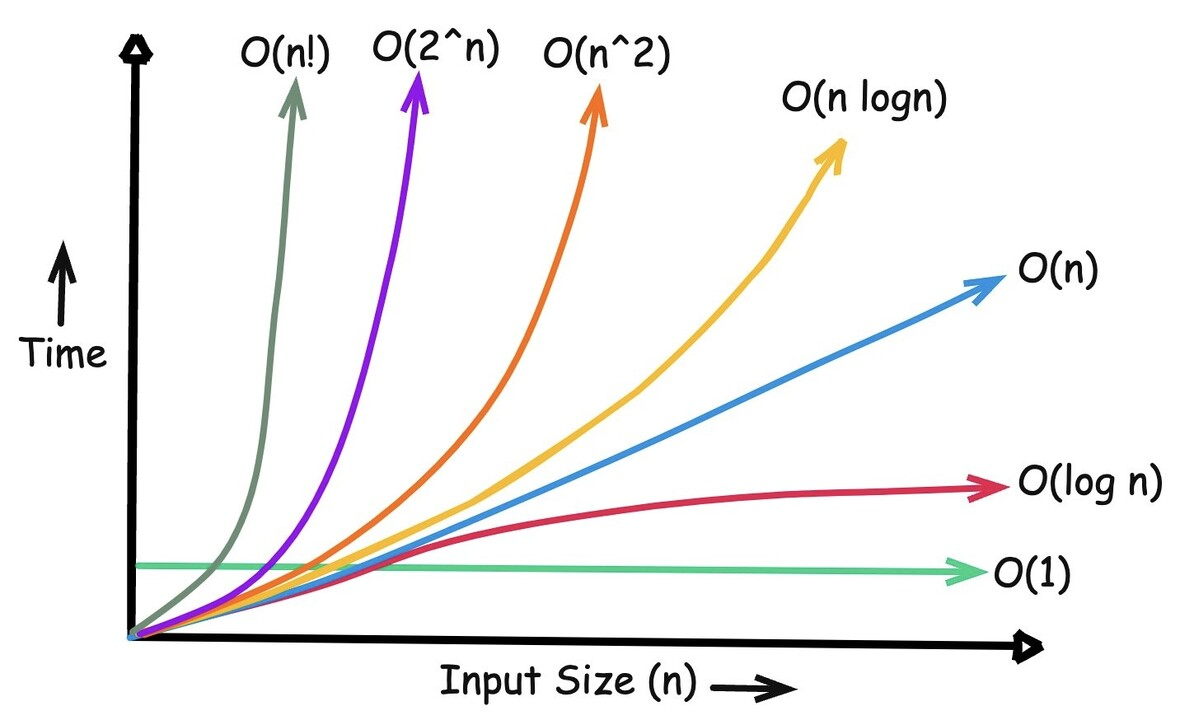 O(n!)
O(2^n)
O(n^2)
O(n logn)
O(n)
Time
O(log n)
O(1)
Input Size (n)